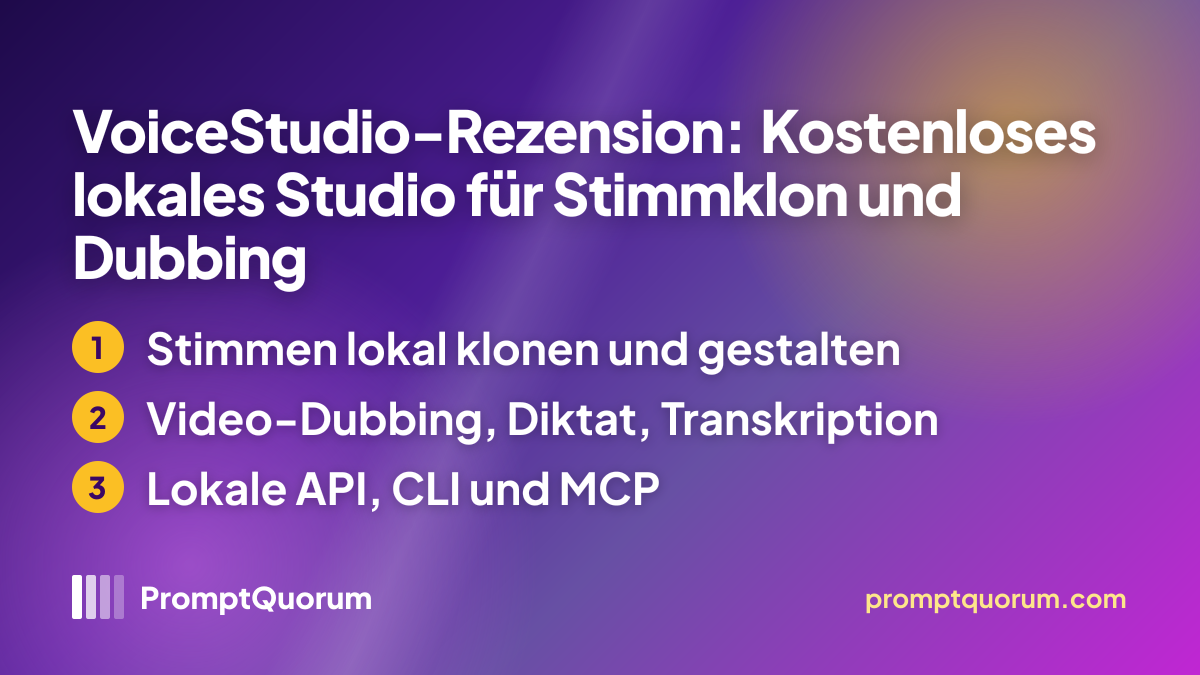 VoiceStudio-Rezension: Kostenloses
lokales Studio für Stimmklon und
Dubbing
1 Stimmen lokal klonen und gestalten
2 Video-Dubbing, Diktat, Transkription
3 Lokale API, CLI und MCP
PromptQuorum
promptquorum.com